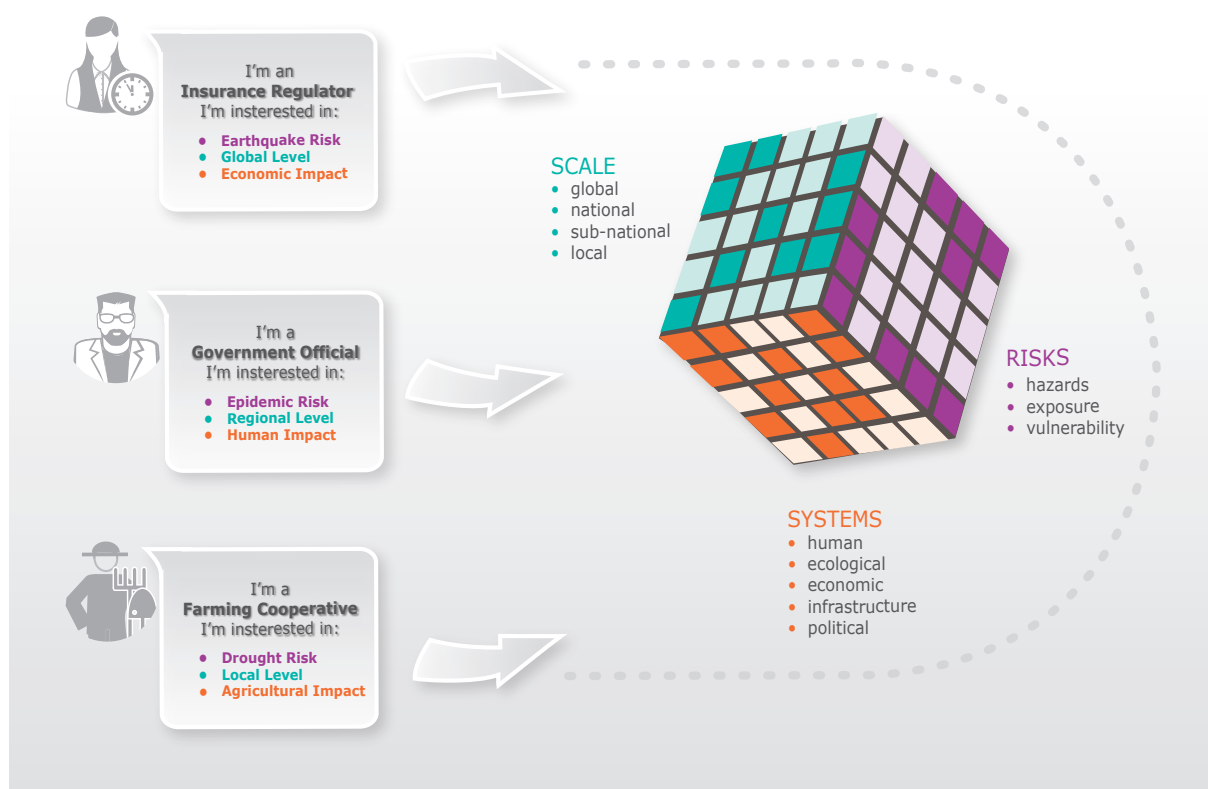 I'm an
Insurance Regulator
I'm insterested in:
• Earthquake Risk
• Global Level
• Economic Impact
I'm a
Government Official
I'm insterested in:
• Epidemic Risk
• Regional Level
• Human Impact
I'm a
Farming Cooperative
I'm insterested in:
• Drought Risk
• Local Level
• Agricultural Impact
SCALE
• global
• national
• sub-national
• local
RISKS
• hazards
• exposure
• vulnerability
SYSTEMS
• human
• ecological
• economic
• infrastructure
• political